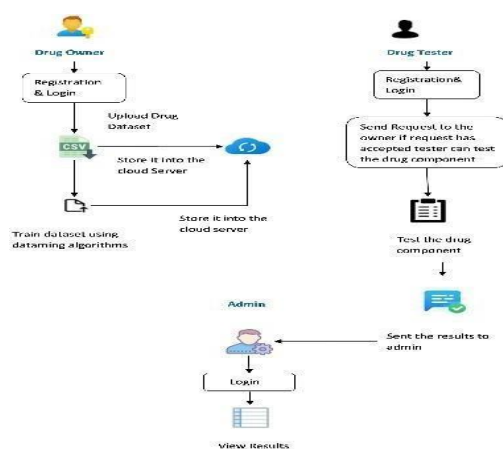 Drug Owner
Registration
& Login
Upload Drug
Dataset
CSV
Store it into the
cloud Server
Store it into the
cloud server
Train dataset using
dataming algorithms
Drug Tester
Registration&
Login
Send Request to the
owner if request has
accepted tester can test
the drug component
Test the drug
component
Sent the results to
admin
Admin
Login
View Results